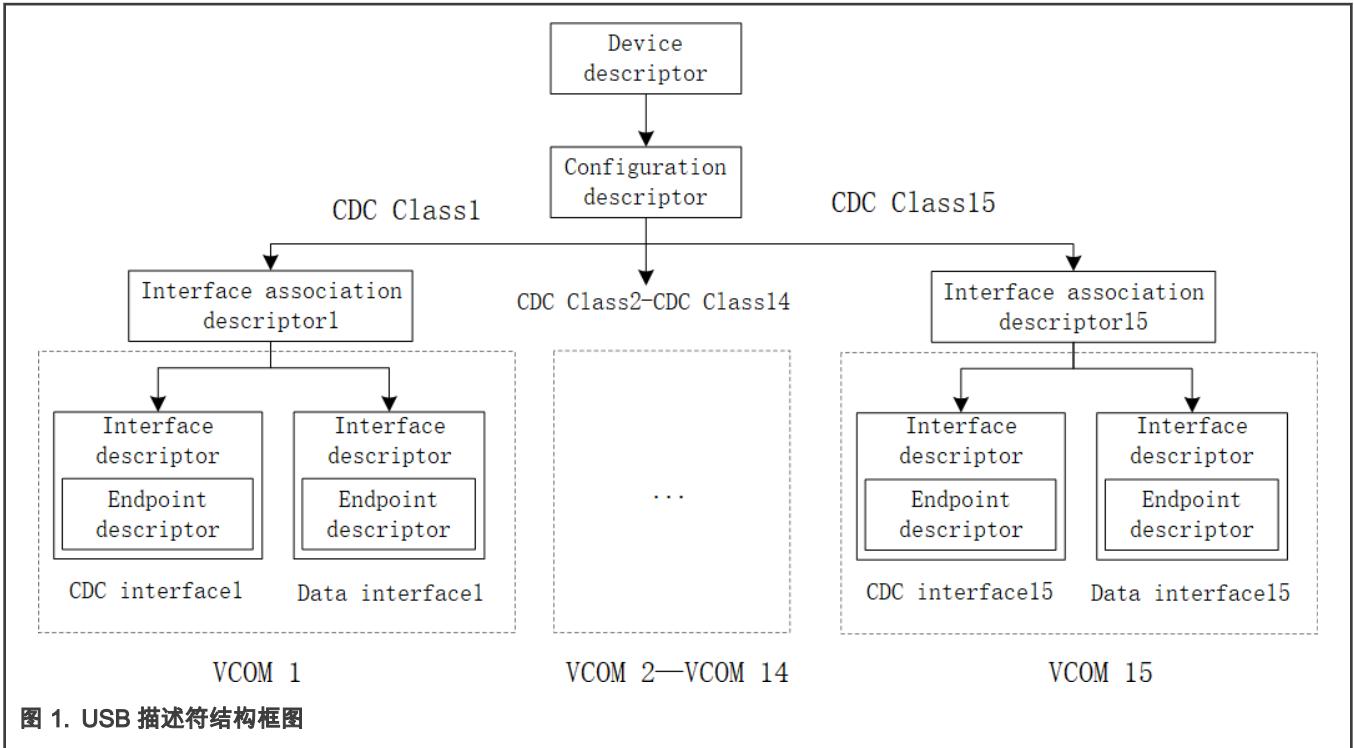 Device
descriptor
Configuration
descriptor
CDC Class1
CDC Class15
Interface association
descriptor1
CDC Class2-CDC Class14
Interface association
descriptor15
Interface
descriptor
Endpoint
descriptor
CDC interface1
Interface
descriptor
Endpoint
descriptor
Data interface1
...
Interface
descriptor
Endpoint
descriptor
CDC interface15
Interface
descriptor
Endpoint
descriptor
Data interface15
VCOM 1
VCOM 2—VCOM 14
VCOM 15
图 1. USB 描述符结构框图